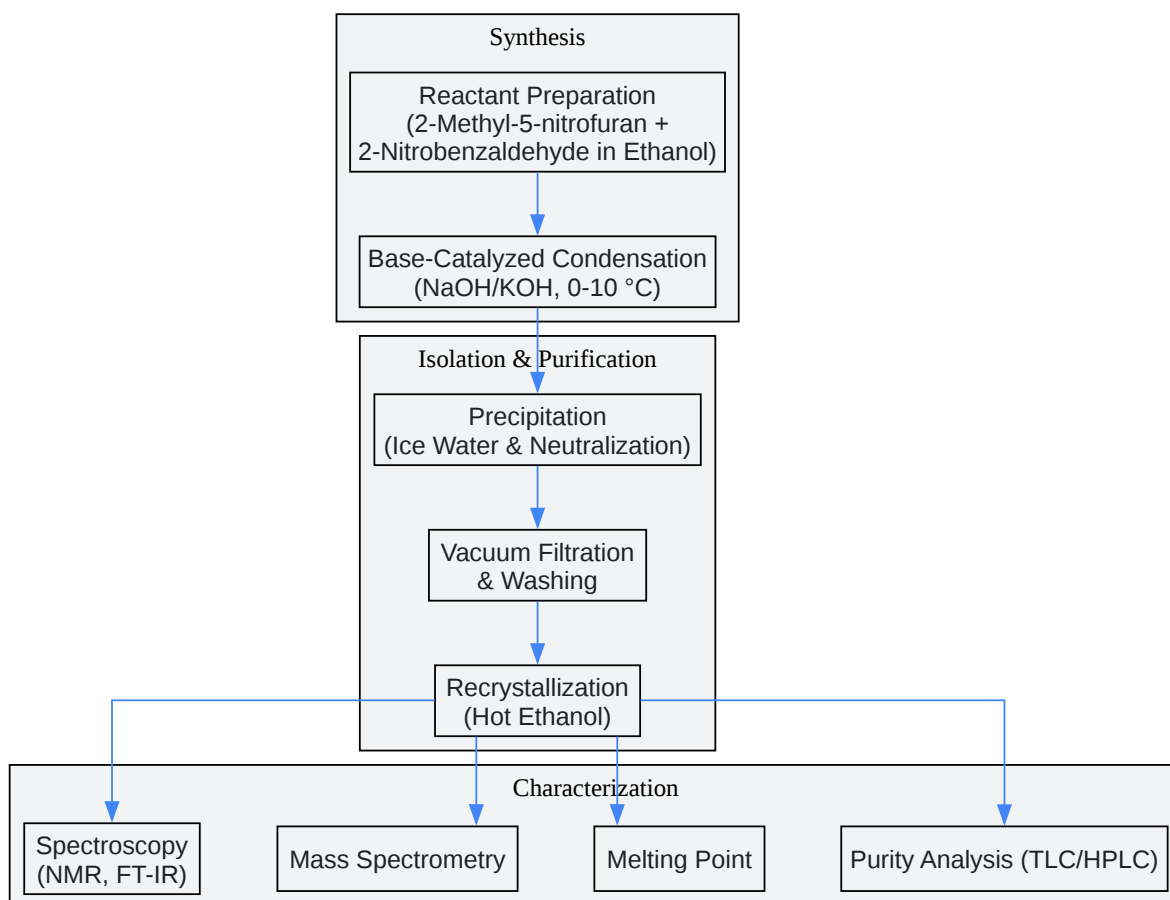 Synthesis
Reactant Preparation
(2-Methyl-5-nitrofuran +
2-Nitrobenzaldehyde in Ethanol)
Base-Catalyzed Condensation
(NaOH/KOH, 0-10 °C)
Isolation & Purification
Precipitation
(Ice Water & Neutralization)
Vacuum Filtration
& Washing
Recrystallization
(Hot Ethanol)
Characterization
Spectroscopy
(NMR, FT-IR)
Mass Spectrometry
Melting Point
Purity Analysis (TLC/HPLC)